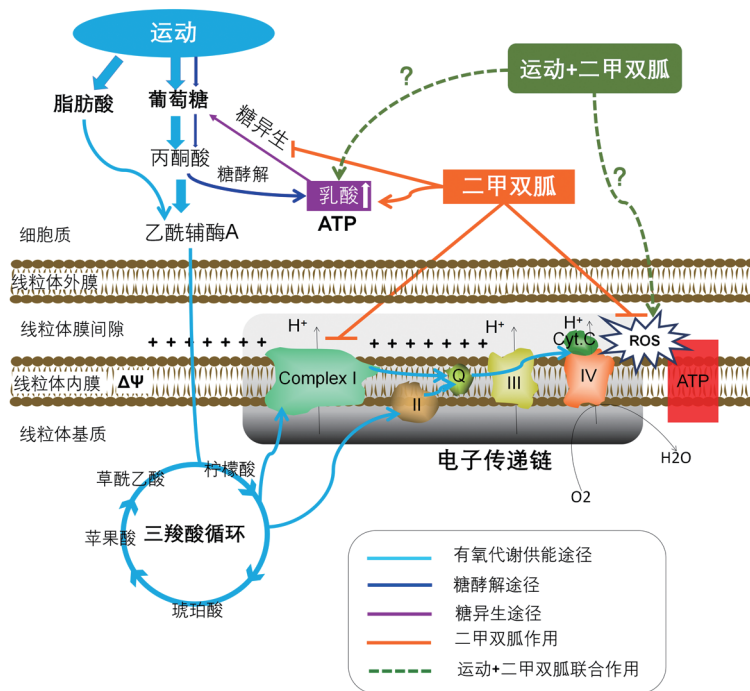 运动
运动+二甲双胍
?
脂肪酸
葡萄糖
糖异生
丙酮酸
糖酵解
乳酸
ATP
二甲双胍
?
细胞质
乙酰辅酶A
线粒体外膜
线粒体膜间隙
H+
H+
H+
Cyt.C
ROS
+ + + + + + + +
+ + + + + + + +
线粒体内膜
ΔΨ
Complex I
Q
II
III
IV
ATP
线粒体基质
电子传递链
H2O
O2
柠檬酸
草酰乙酸
苹果酸
三羧酸循环
琥珀酸
有氧代谢供能途径
糖酵解途径
糖异生途径
二甲双胍作用
运动+二甲双胍联合作用